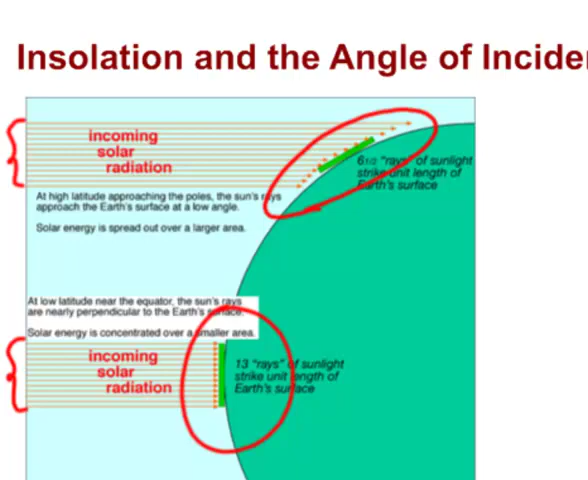 Insolation and the Angle of Incide
incoming
solar
radiation
"rays" of sunlight
strike unit length of
Earth's surface
At high latitude approaching the poles, the sun's rays
approach the Earth's surface at a low angle.
Solar energy is spread out over a larger area.
At low latitude near the equator, the sun's rays
are nearly perpendicular to the Earth's surface.
Solar energy is concentrated over a smaller area.
incoming
solar
radiation
13 "rays" of sunlight
strike unit length of
Earth's surface